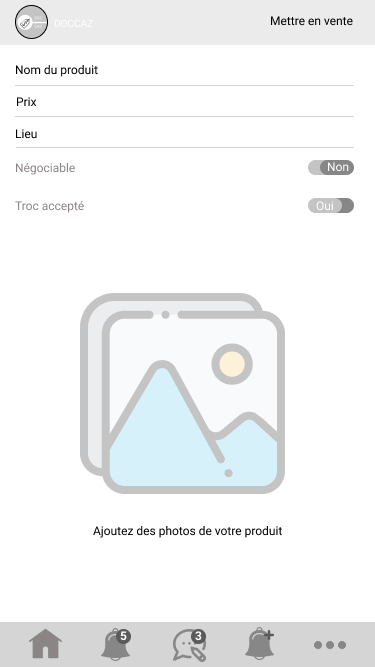 DOCCAZ
Mettre en vente
Nom du produit
Prix
Lieu
Négociable
Non
Troc accepté
Oui
Ajoutez des photos de votre produit
5
3